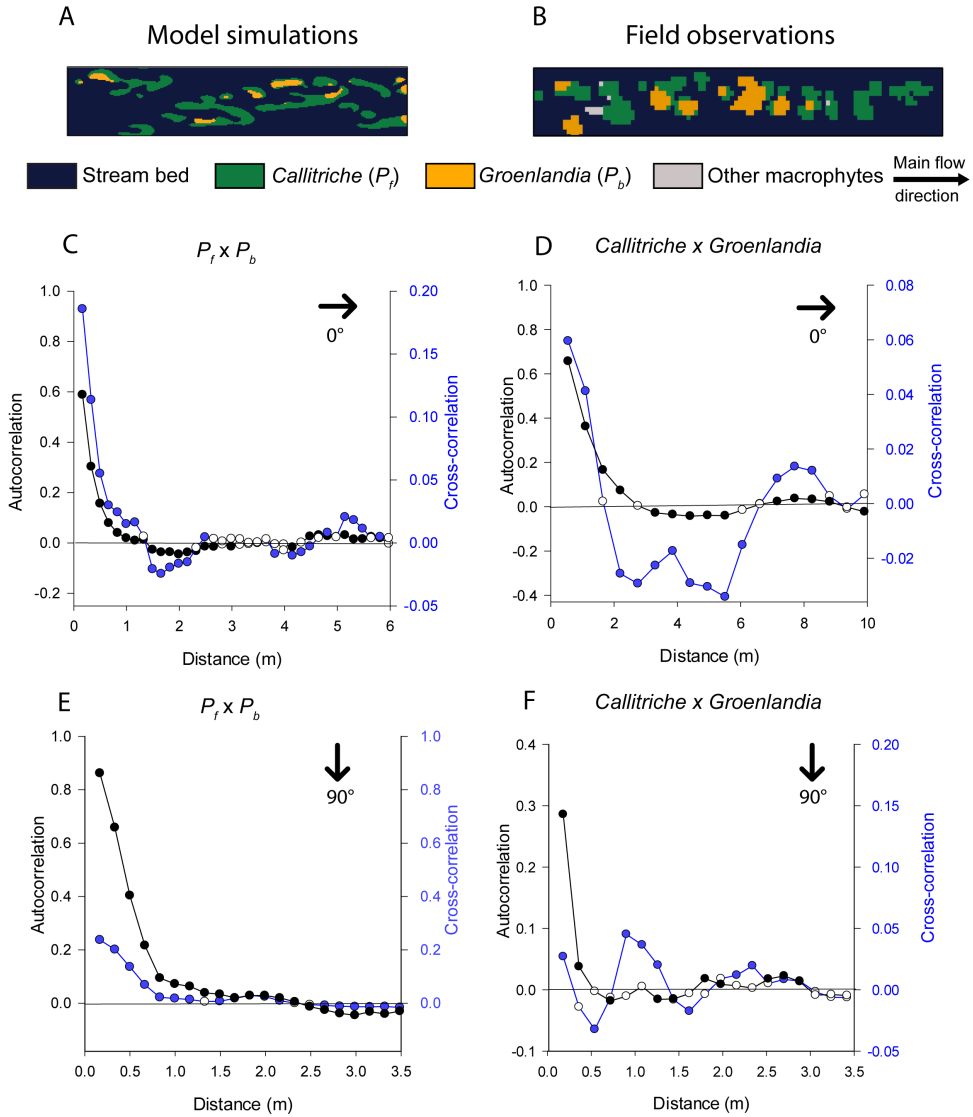 A
Model simulations
B
Field observations
Stream bed
Callitriche (Pf)
Groenlandia (Pb)
Other macrophytes
Main flow
direction
C
Pf x Pb
1.0
0.8
0.6
0.4
0.2
0.0
-0.2
Autocorrelation
0.20
0.15
0.10
0.05
0.00
-0.05
Cross-correlation
0°
0 1 2 3 4 5 6
Distance (m)
D
Callitriche x Groenlandia
1.0
0.8
0.6
0.4
0.2
0.0
-0.2
-0.4
Autocorrelation
0.08
0.06
0.04
0.02
0.00
-0.02
Cross-correlation
0°
0 2 4 6 8 10
Distance (m)
E
Pf x Pb
1.0
0.8
0.6
0.4
0.2
0.0
Autocorrelation
1.0
0.8
0.6
0.4
0.2
0.0
Cross-correlation
90°
0.0 0.5 1.0 1.5 2.0 2.5 3.0 3.5
Distance (m)
F
Callitriche x Groenlandia
0.4
0.3
0.2
0.1
0.0
-0.1
Autocorrelation
0.20
0.15
0.10
0.05
0.00
-0.05
Cross-correlation
90°
0.0 0.5 1.0 1.5 2.0 2.5 3.0 3.5
Distance (m)